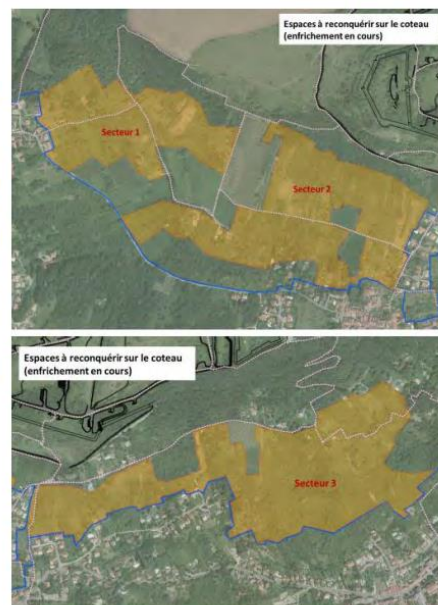 Espaces à reconquérir sur le coteau
(enfrichement en cours)
Secteur 1
Secteur 2
Espaces à reconquérir sur le coteau
(enfrichement en cours)
Secteur 3